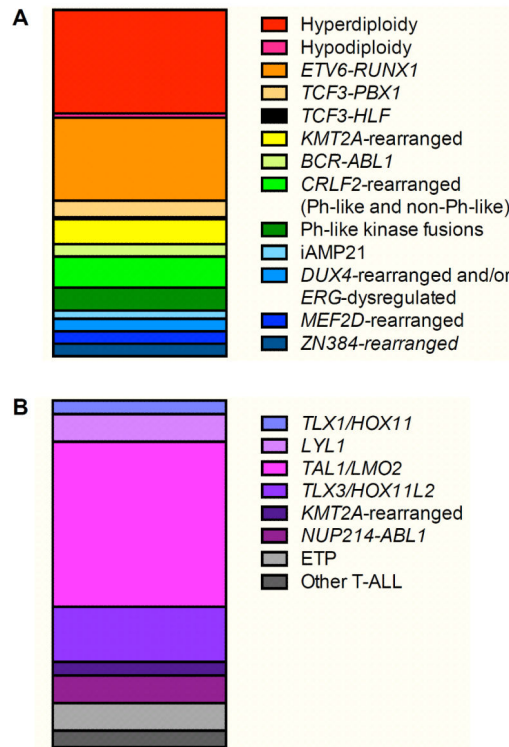 A
Hyperdiploidy
Hypodiploidy
ETV6-RUNX1
TCF3-PBX1
TCF3-HLF
KMT2A-rearranged
BCR-ABL1
CRLF2-rearranged
(Ph-like and non-Ph-like)
Ph-like kinase fusions
iAMP21
DUX4-rearranged and/or
ERG-dysregulated
MEF2D-rearranged
ZN384-rearranged
B
TLX1/HOX11
LYL1
TAL1/LMO2
TLX3/HOX11L2
KMT2A-rearranged
NUP214-ABL1
ETP
Other T-ALL